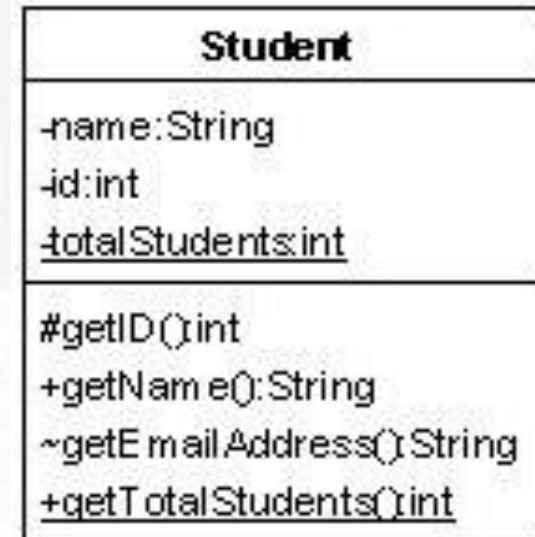 Student
-name:String
-id:int
-totalStudents:int
#getID():int
+getName():String
~getEmailAddress():String
+getTotalStudents():int